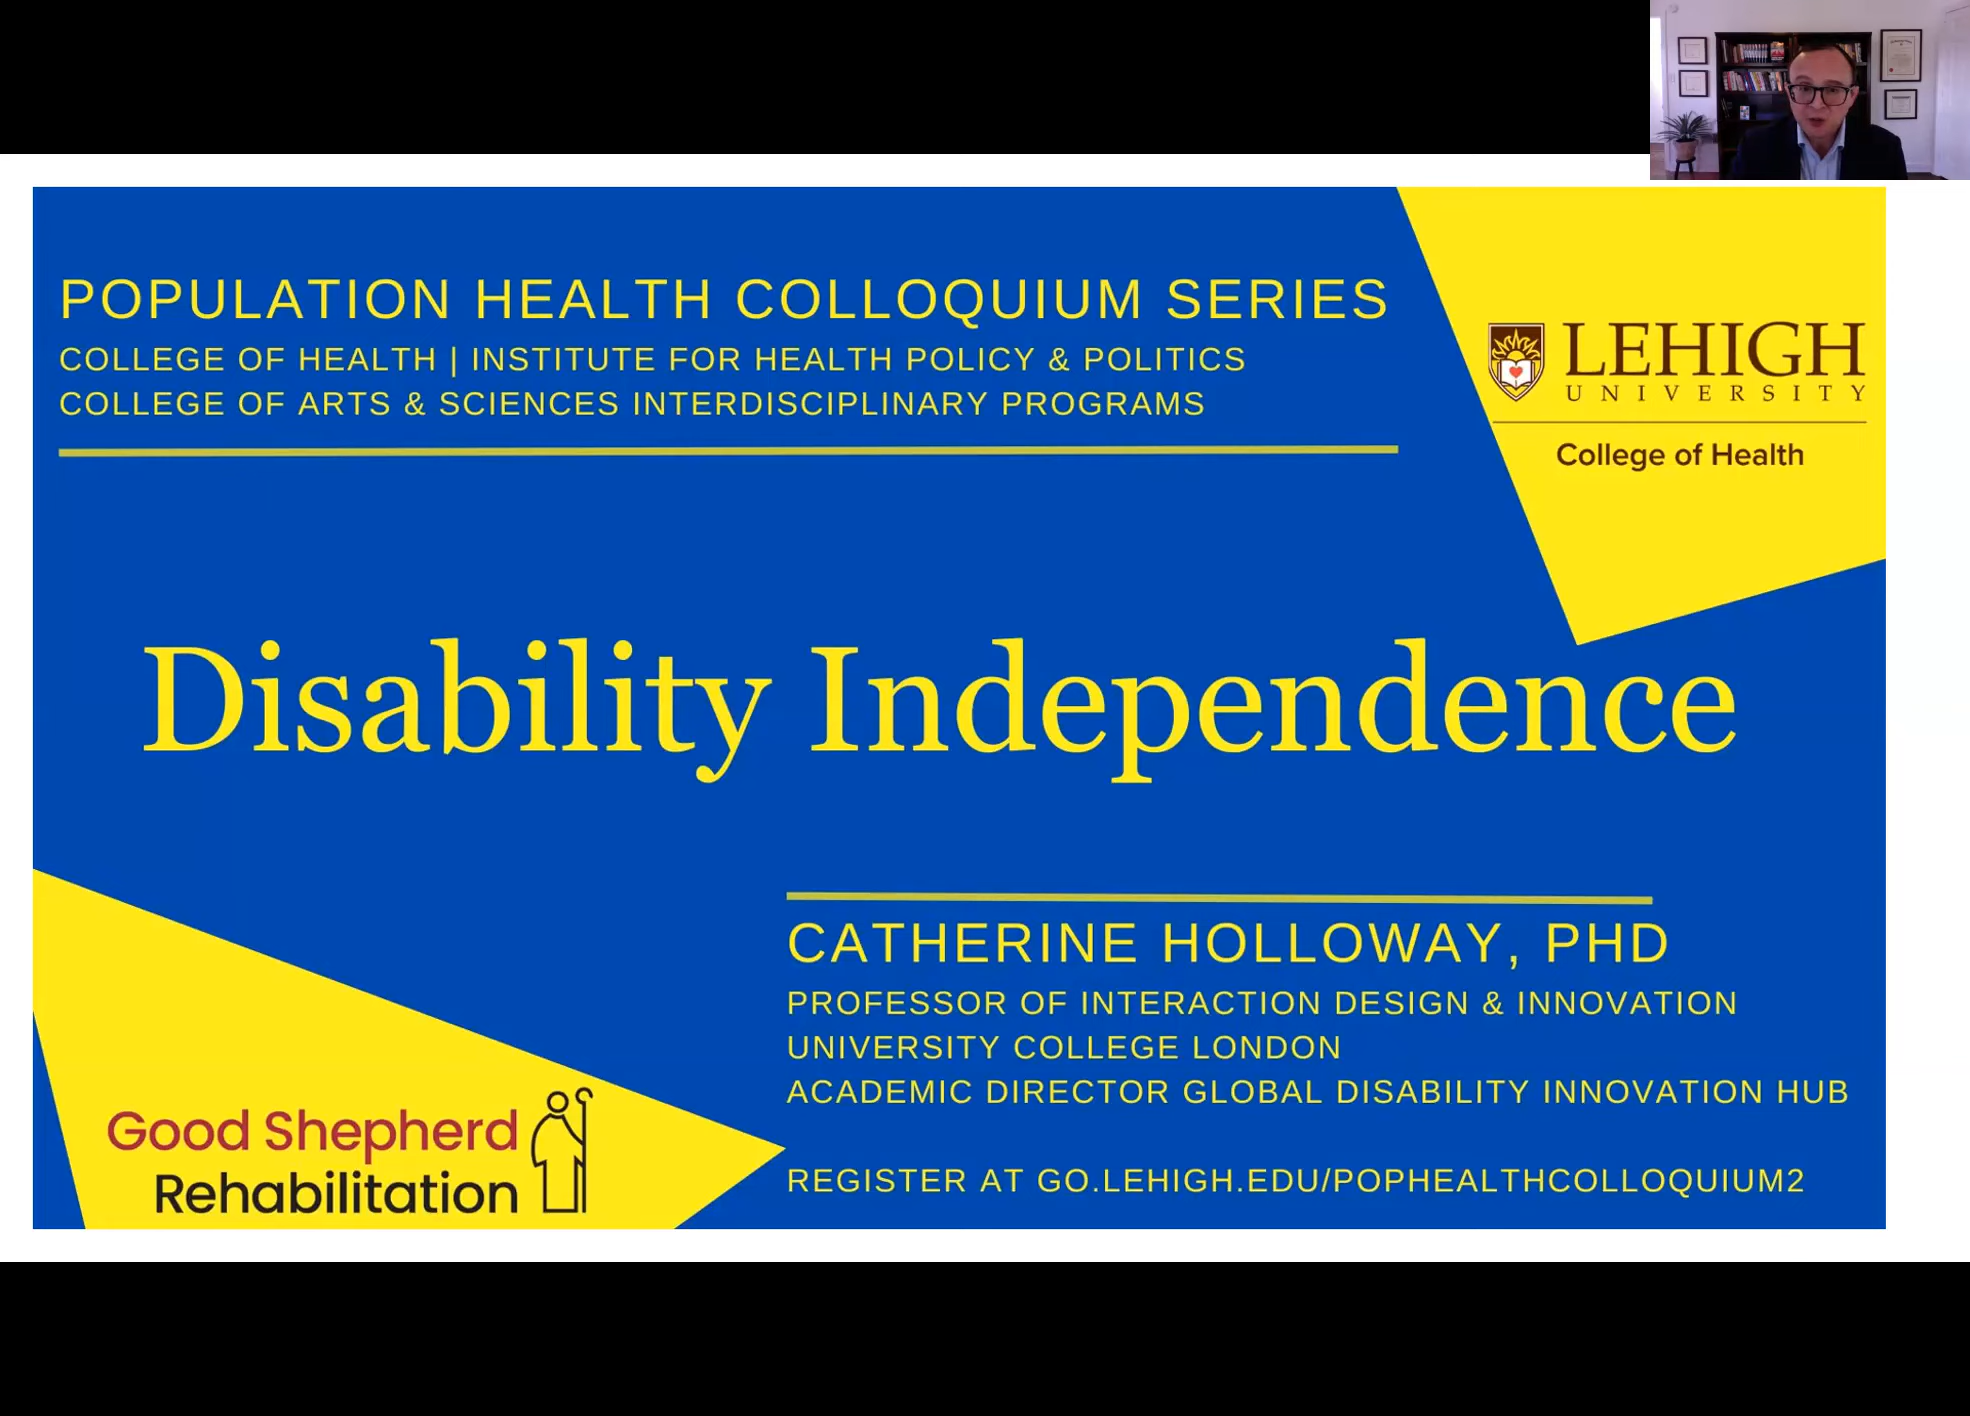 POPULATION HEALTH COLLOQUIUM SERIES
COLLEGE OF HEALTH | INSTITUTE FOR HEALTH POLICY & POLITICS
COLLEGE OF ARTS & SCIENCES INTERDISCIPLINARY PROGRAMS
LEHIGH
UNIVERSITY
College of Health
Disability Independence
CATHERINE HOLLOWAY, PHD
PROFESSOR OF INTERACTION DESIGN & INNOVATION
UNIVERSITY COLLEGE LONDON
ACADEMIC DIRECTOR GLOBAL DISABILITY INNOVATION HUB
REGISTER AT GO.LEHIGH.EDU/POPHEALTHCOLLOQUIUM2
Good Shepherd
Rehabilitation